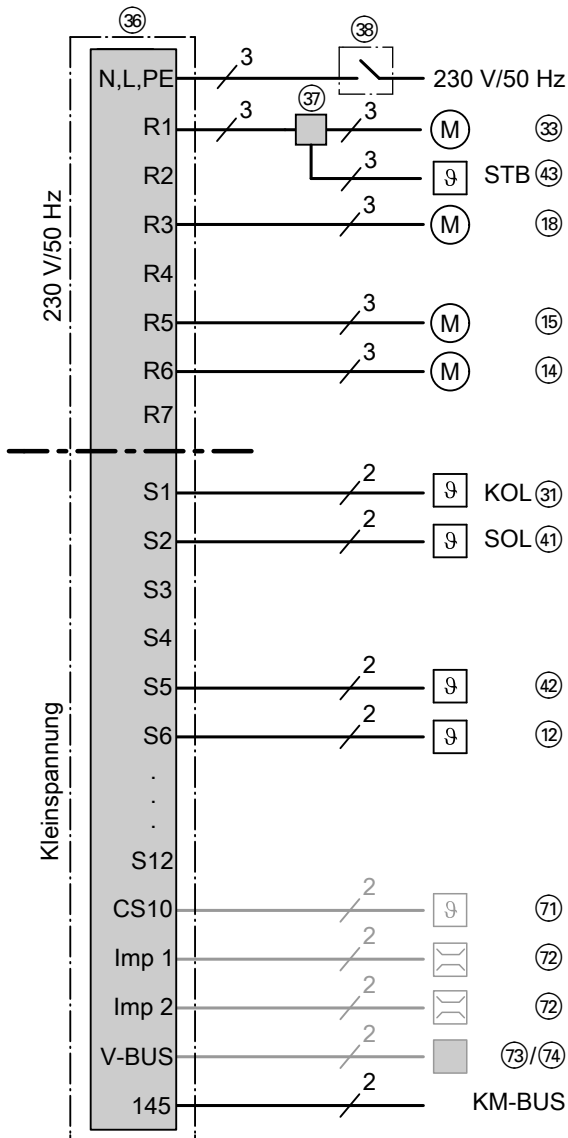 36
38
N,L,PE 3 230 V/50 Hz
37
R1 3 3 M 33
R2 3 ϑ STB 43
R3 3 M 18
R4
R5 3 M 15
R6 3 M 14
R7
230 V/50 Hz
S1 2 ϑ KOL 31
S2 2 ϑ SOL 41
S3
S4
S5 2 ϑ 42
S6 2 ϑ 12
.
.
.
S12
Kleinspannung
CS10 2 ϑ 71
Imp 1 2 72
Imp 2 2 72
V-BUS 2 73/74
145 2 KM-BUS